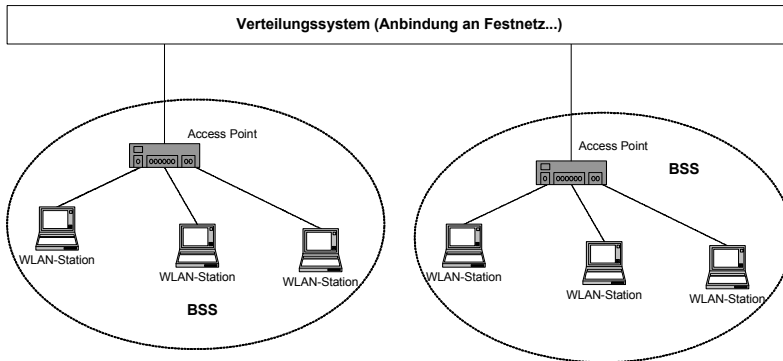 Verteilungssystem (Anbindung an Festnetz...)
Access Point
WLAN-Station
WLAN-Station
WLAN-Station
BSS
Access Point
BSS
WLAN-Station
WLAN-Station
WLAN-Station